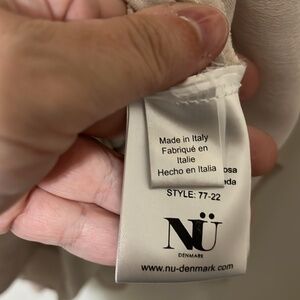 Made in Italy
Fabriqué en
Italie
Hecho en Italia
STYLE: 77-22
NÜ
DENMARK
www.nu-denmark.com